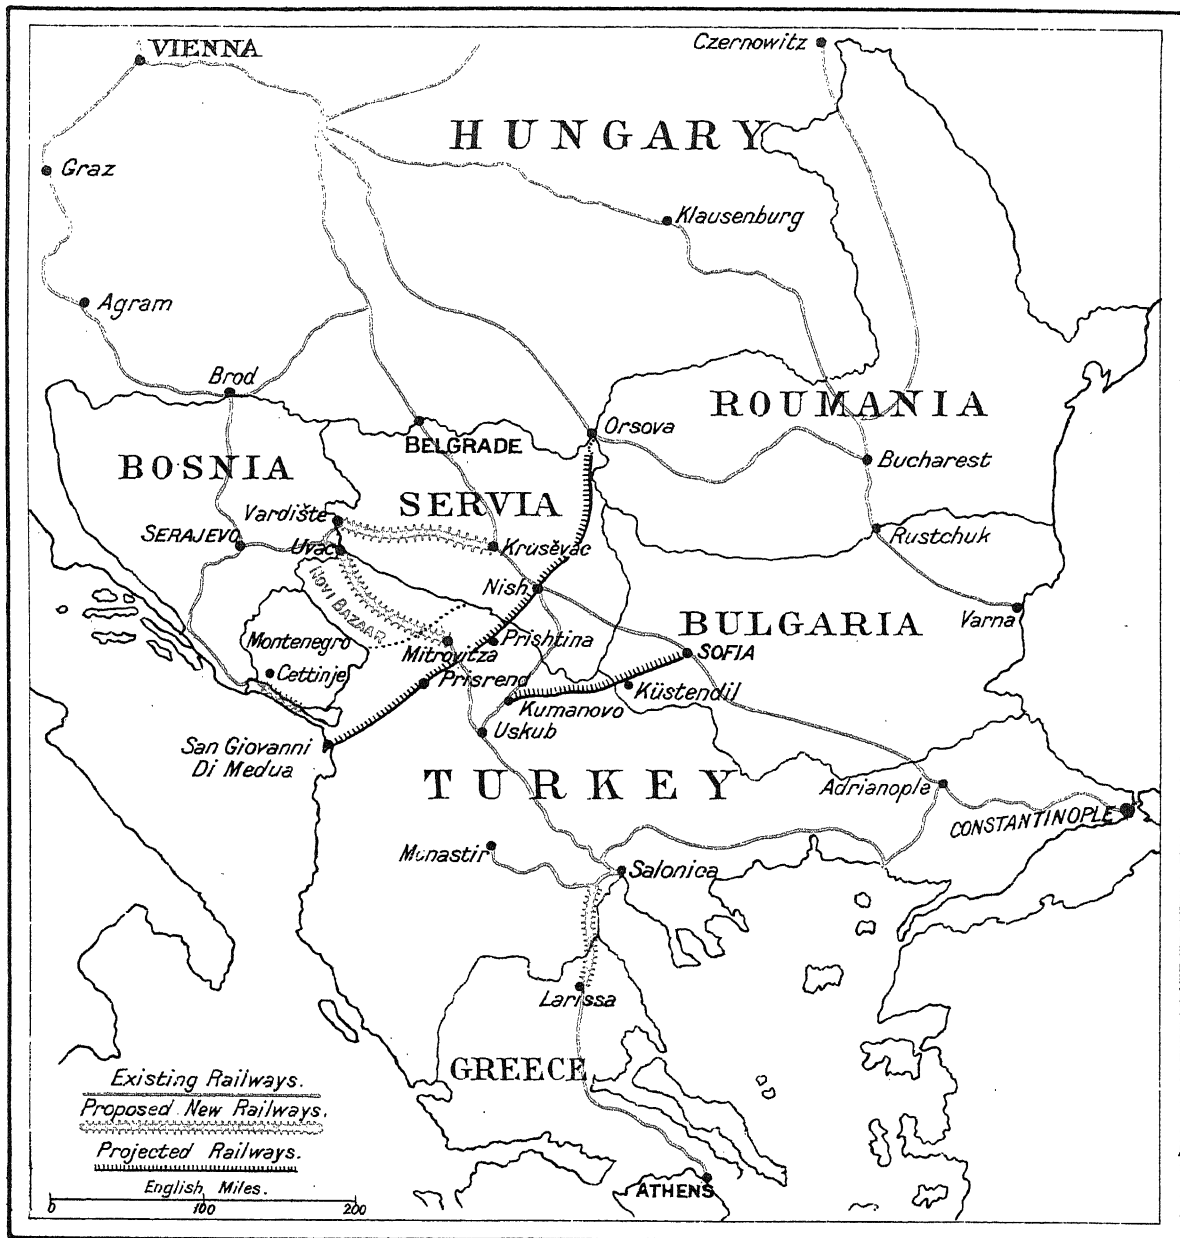 VIENNA
Czernowitz
HUNGARY
Graz
Klausenburg
Agram
Brod
ROUMANIA
Orsova
BELGRADE
Bucharest
BOSNIA
SERVIA
Vardište
SERAJEVO
Uvac
Krusěvac
Rustchuk
NOVI BAZAAR
Nish
Varna
BULGARIA
Montenegro
Mitrovitza
Prishtina
SOFIA
Cettinje
Prisrend
Küstendil
Kumanovo
Uskub
San Giovanni
Di Medua
TURKEY
Adrianople
CONSTANTINOPLE
Monastir
Salonica
Larissa
GREECE
ATHENS
Existing Railways.
Proposed New Railways.
Projected Railways.
English Miles.
0 100 200